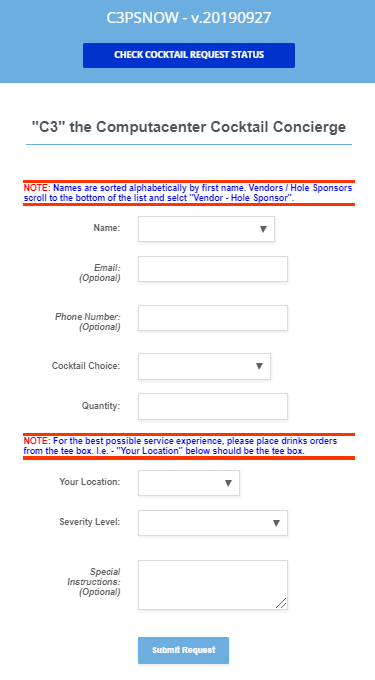 C3PSNOW - v.20190927
CHECK COCKTAIL REQUEST STATUS
"C3" the Computacenter Cocktail Concierge
NOTE: Names are sorted alphabetically by first name. Vendors / Hole Sponsors
scroll to the bottom of the list and selct "Vendor - Hole Sponsor".
Name:
Email:
(Optional)
Phone Number:
(Optional)
Cocktail Choice:
Quantity:
NOTE: For the best possible service experience, please place drinks orders
from the tee box. I.e. - "Your Location" below should be the tee box.
Your Location:
Severity Level:
Special
Instructions:
(Optional)
Submit Request